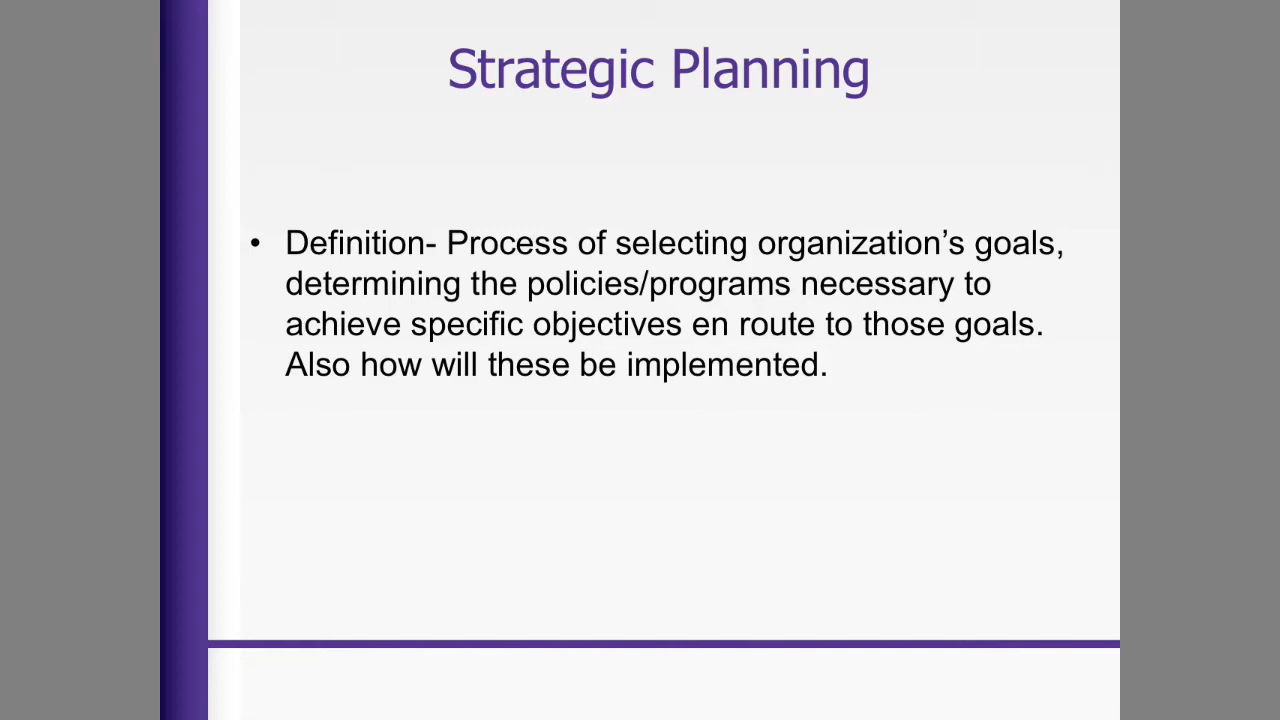 Strategic Planning
• Definition- Process of selecting organization’s goals,
determining the policies/programs necessary to
achieve specific objectives en route to those goals.
Also how will these be implemented.